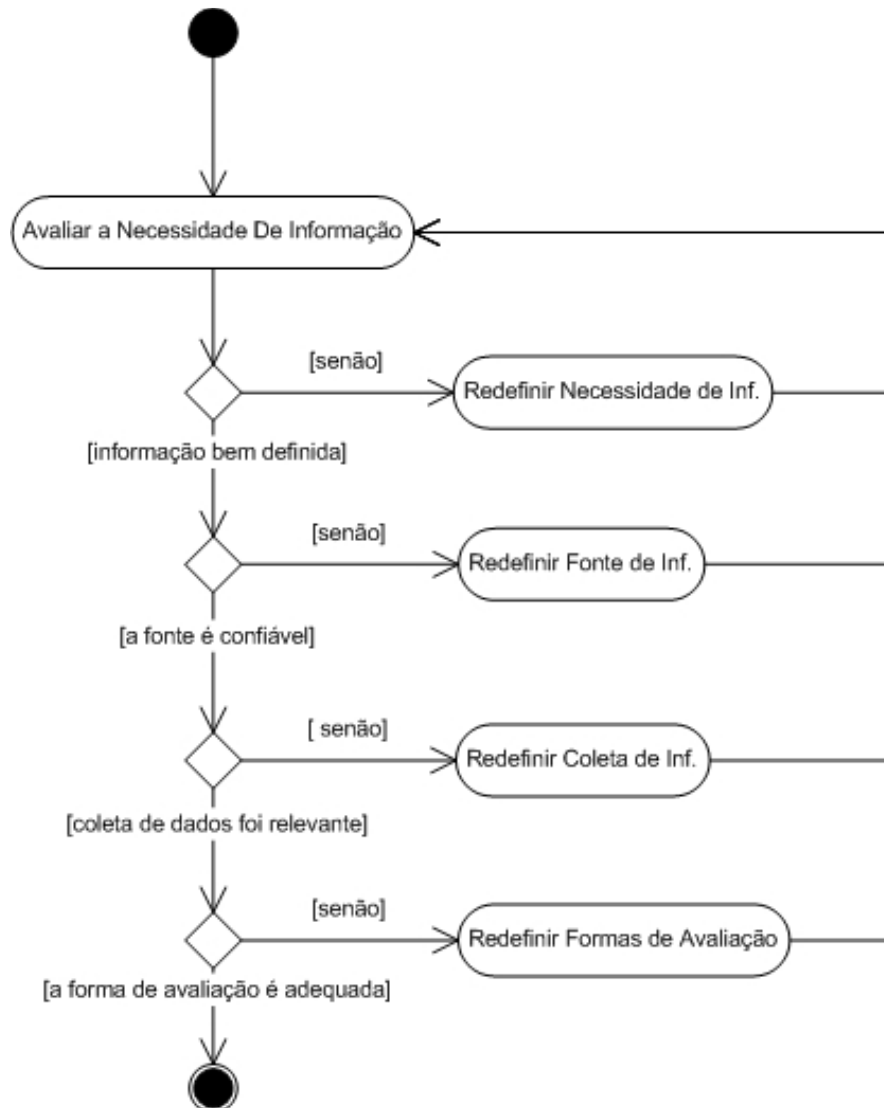 Avaliar a Necessidade De Informação
[senão]
Redefinir Necessidade de Inf.
[informação bem definida]
[senão]
Redefinir Fonte de Inf.
[a fonte é confiável]
[ senão]
Redefinir Coleta de Inf.
[coleta de dados foi relevante]
[senão]
Redefinir Formas de Avaliação
[a forma de avaliação é adequada]